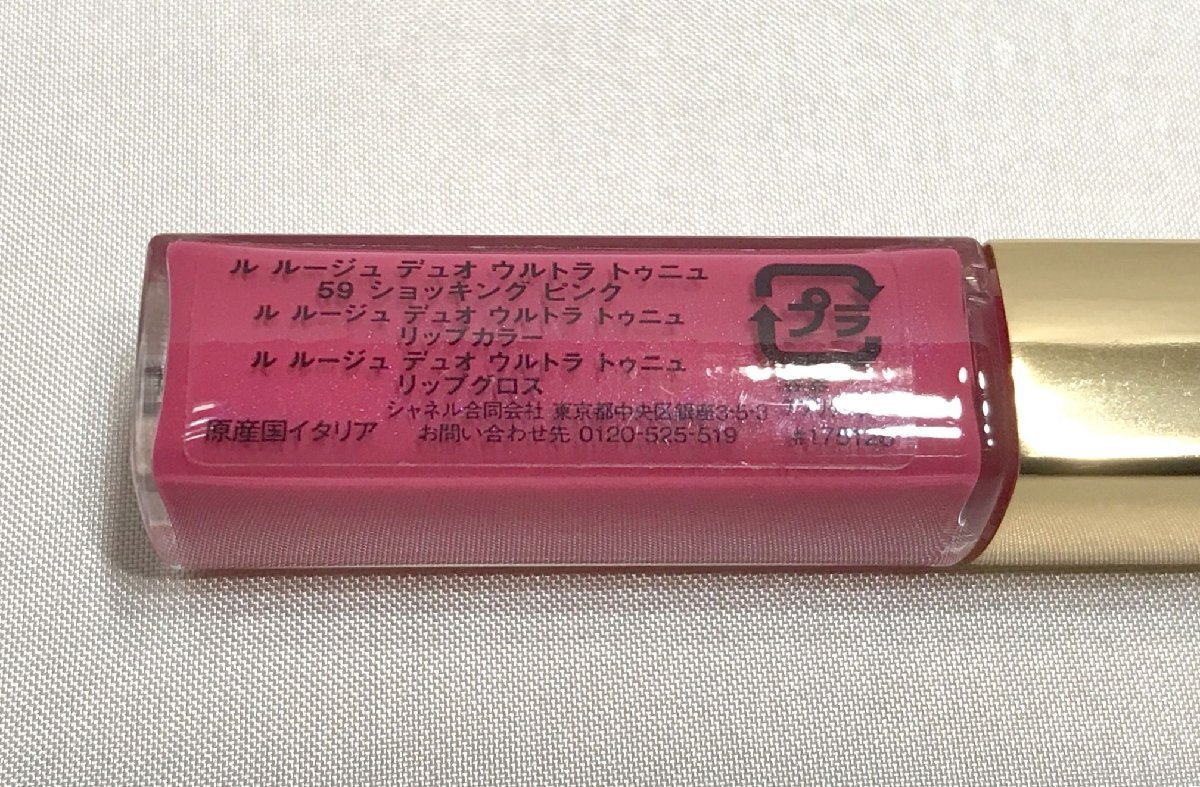 ル ルージュ デュオ ウルトラ トゥニュ
59 ショッキング ピンク
ル ルージュ デュオ ウルトラ トゥニュ
リップカラー
ル ルージュ デュオ ウルトラ トゥニュ
リップグロス
プラ
シャネル合同会社 東京都中央区銀座3-5-3
原産国イタリア お問い合わせ先 0120-525-519